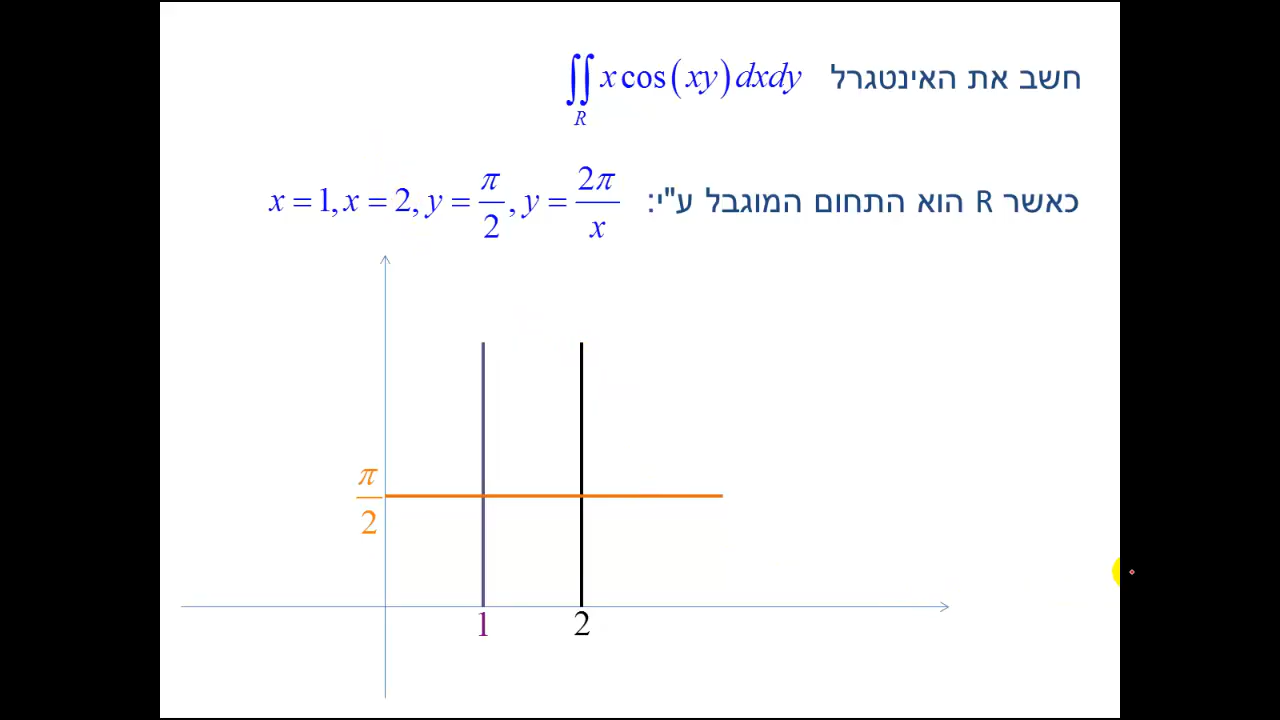 חשב את האינטגרל ∬_R x cos(xy) dxdy
כאשר R הוא התחום המוגבל ע"י: x = 1, x = 2, y = π/2, y = 2π/x
π/2
1
2